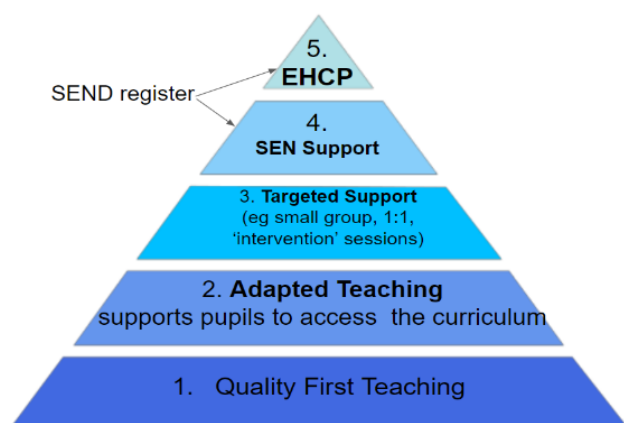 5.
EHCP
SEND register
4.
SEN Support
3. Targeted Support
(eg small group, 1:1,
‘intervention’ sessions)
2. Adapted Teaching
supports pupils to access the curriculum
1. Quality First Teaching